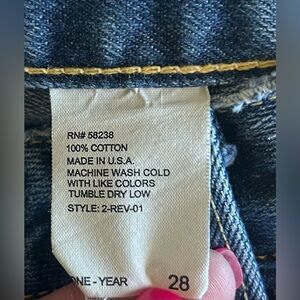 RN# 58238
100% COTTON
MADE IN U.S.A.
MACHINE WASH COLD
WITH LIKE COLORS
TUMBLE DRY LOW
STYLE: 2-REV-01
ONE - YEAR 28